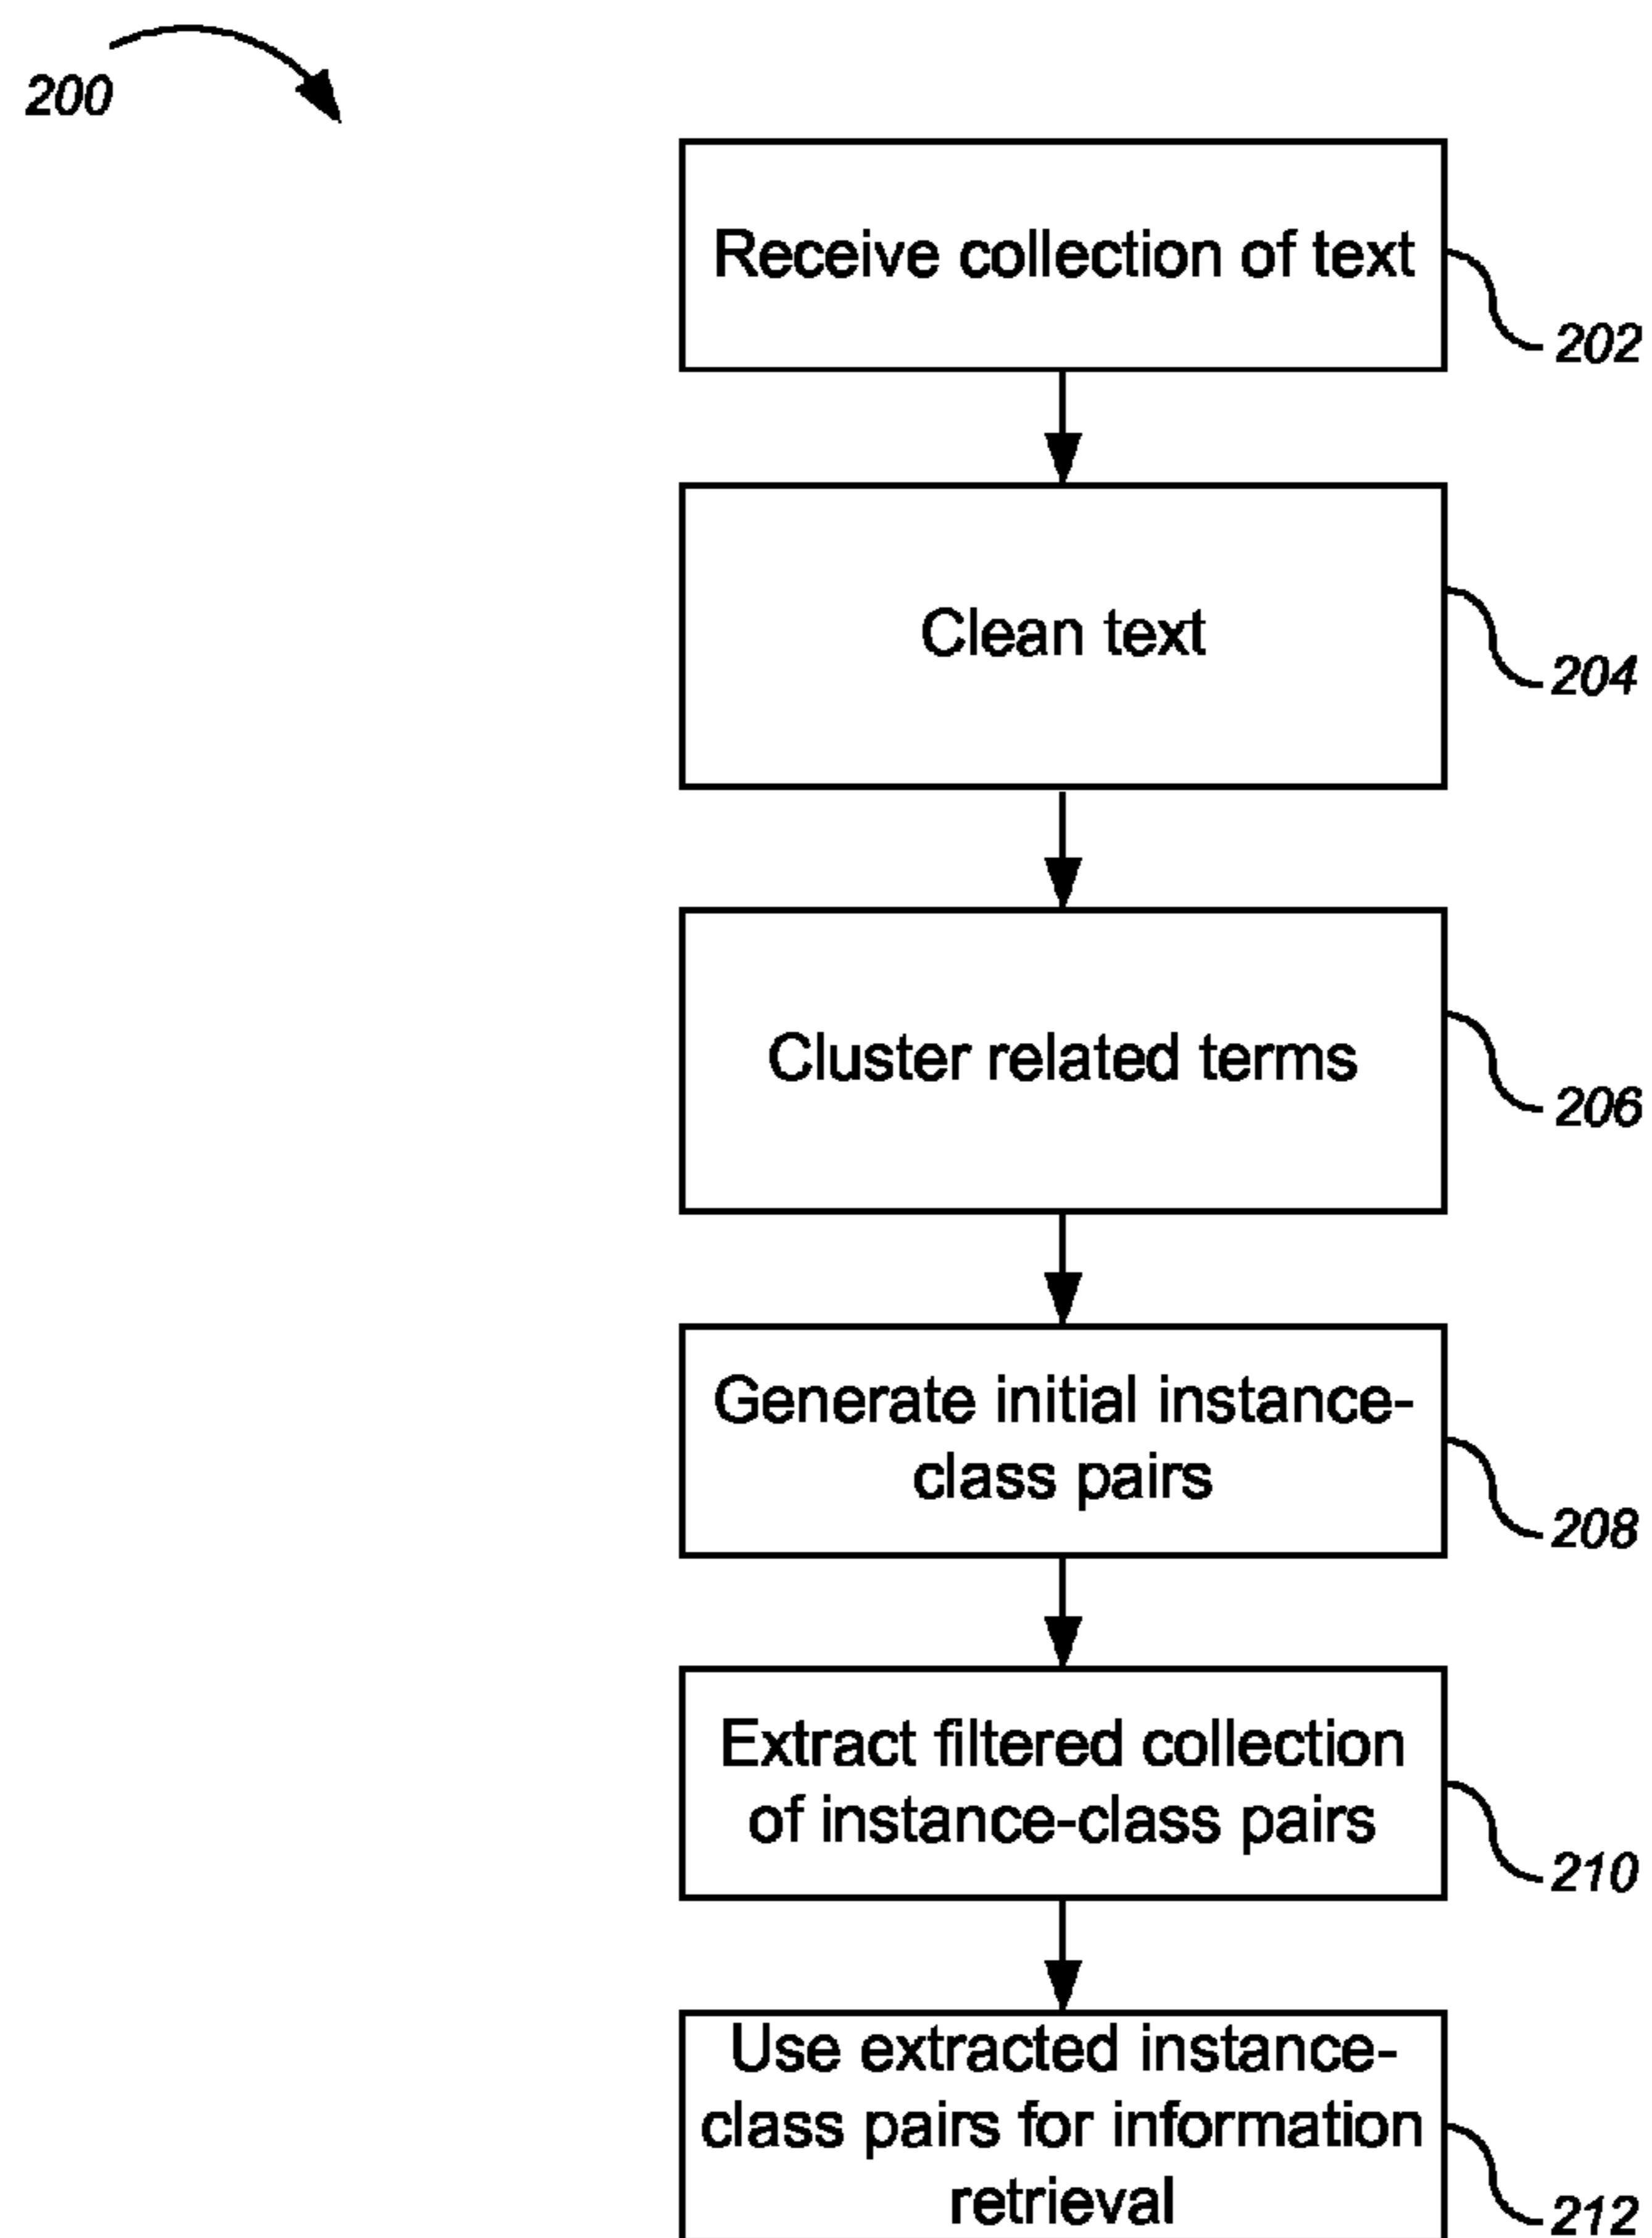 200
Receive collection of text
202
Clean text
204
Cluster related terms
206
Generate initial instance-
class pairs
208
Extract filtered collection
of instance-class pairs
210
Use extracted instance-
class pairs for information
retrieval
212